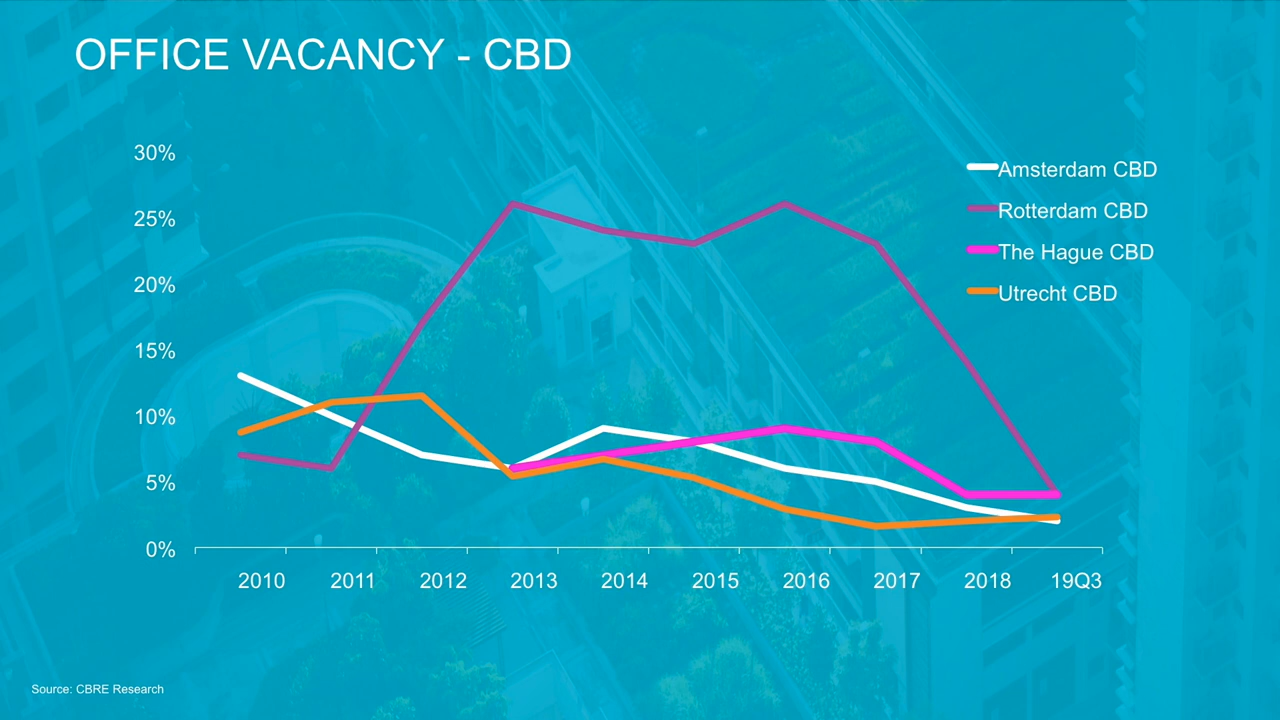 OFFICE VACANCY - CBD
30%
25%
20%
15%
10%
5%
0%
2010 2011 2012 2013 2014 2015 2016 2017 2018 19Q3
Amsterdam CBD
Rotterdam CBD
The Hague CBD
Utrecht CBD
Source: CBRE Research